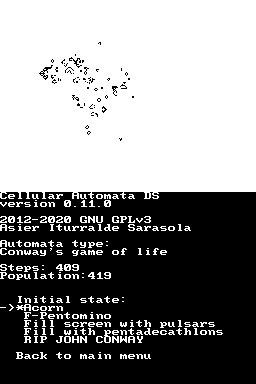 Cellular Automata DS
version 0.11.0
2012-2020 GNU GPLv3
Asier Iturralde Sarasola
Automata type:
Conway's game of life
Steps: 409
Population:419
Initial state:
->*Acorn
F-Pentomino
Fill screen with pulsars
Fill with pentadecathlons
RIP JOHN CONWAY
Back to main menu